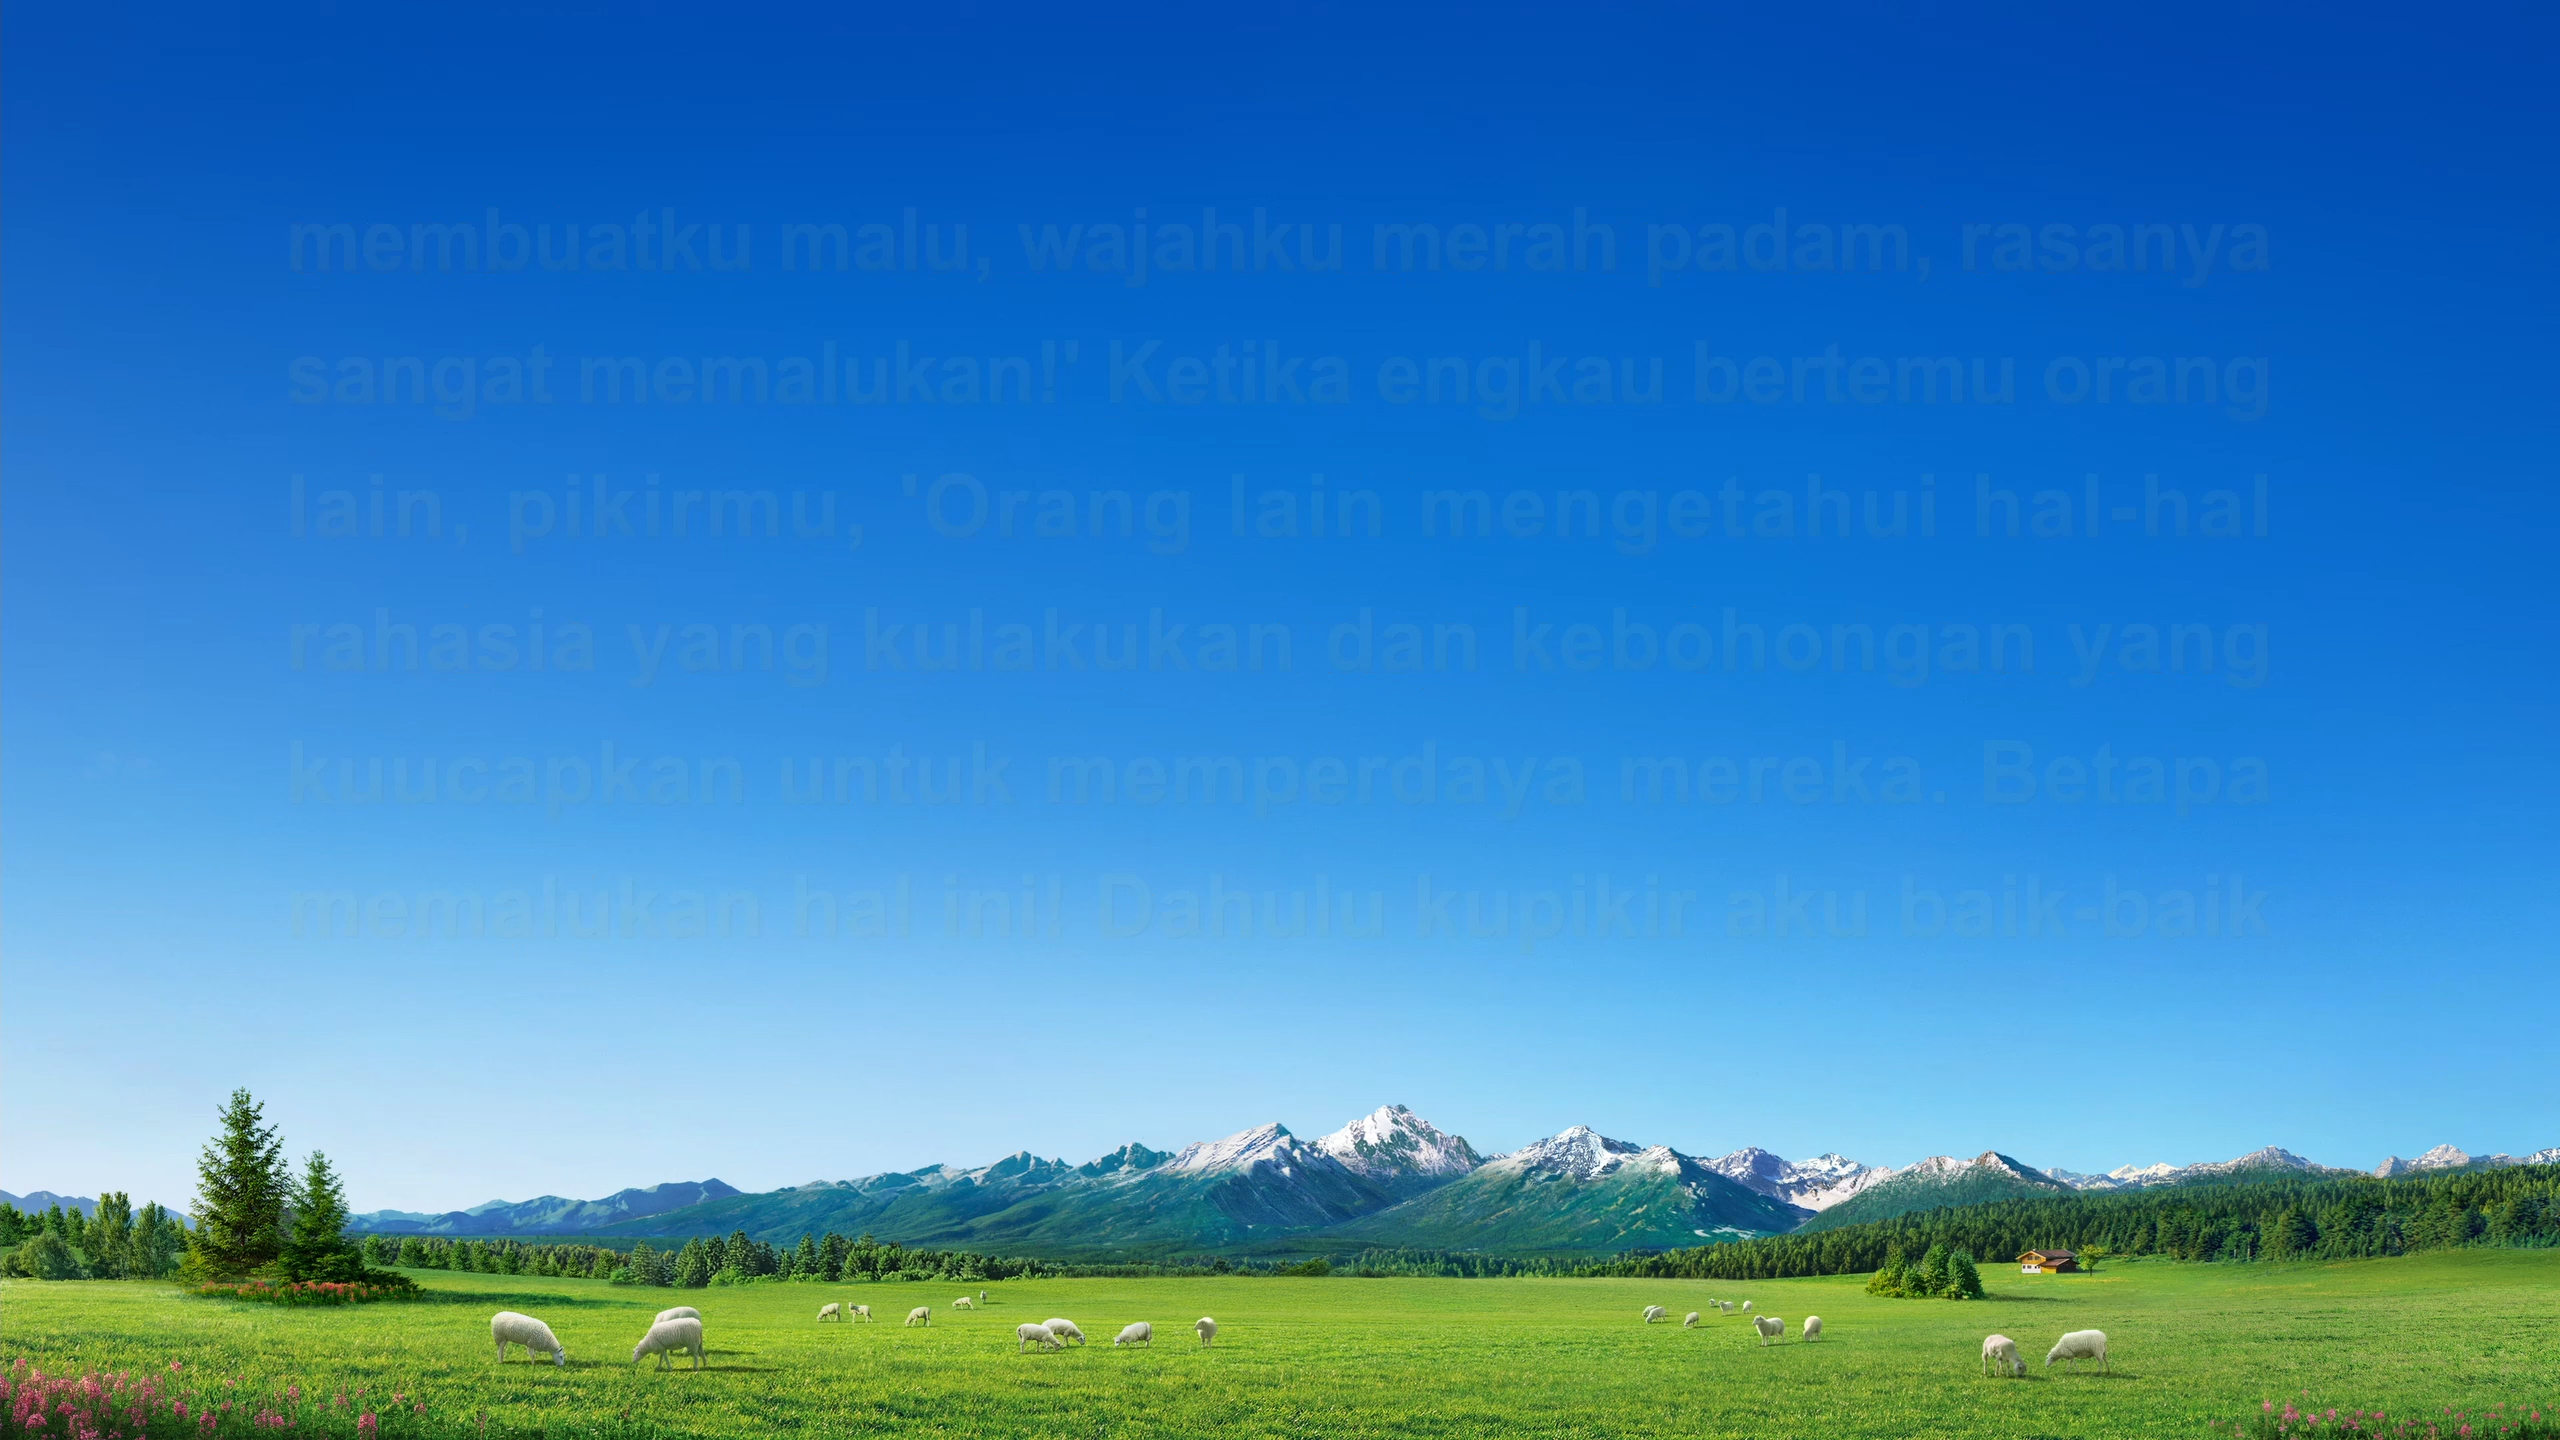 membuatku malu, wajahku merah padam, rasanya
sangat memalukan!' Ketika engkau bertemu orang
lain, pikirmu, 'Orang lain mengetahui hal-hal
rahasia yang kulakukan dan kebohongan yang
kuucapkan untuk memperdaya mereka. Betapa
memalukan hal ini! Dahulu kupikir aku baik-baik